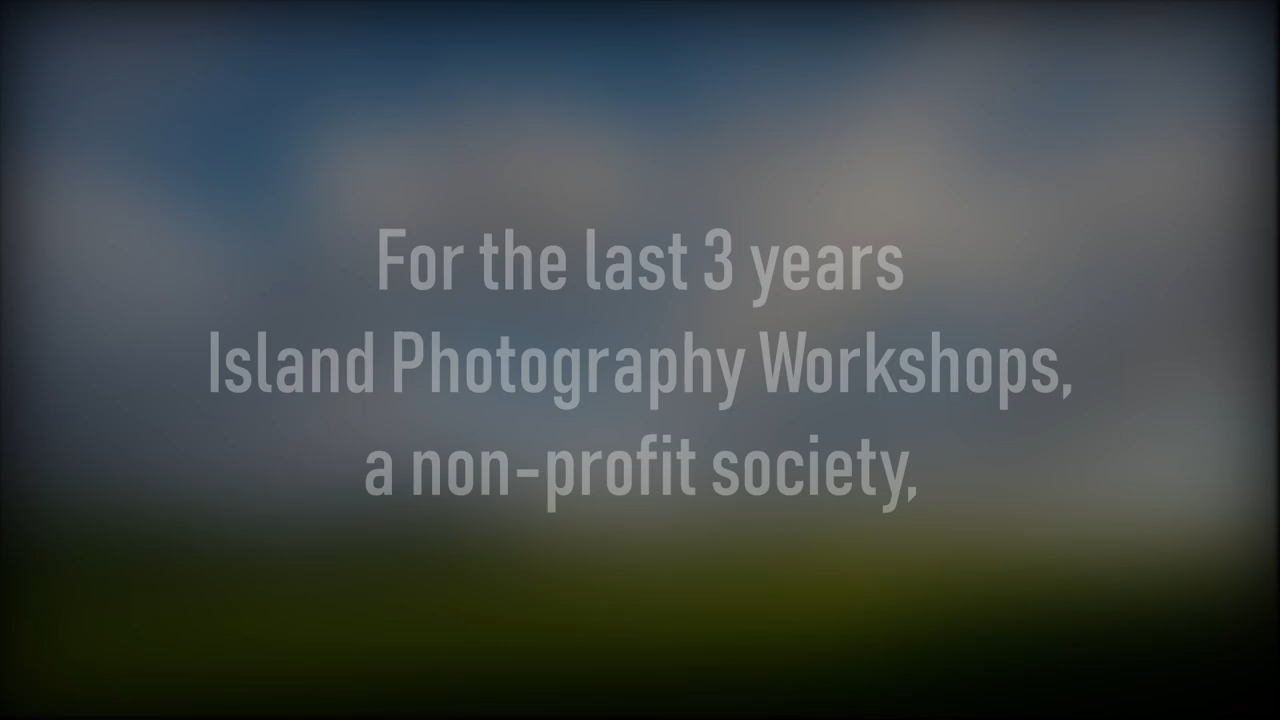 For the last 3 years
Island Photography Workshops,
a non-profit society,